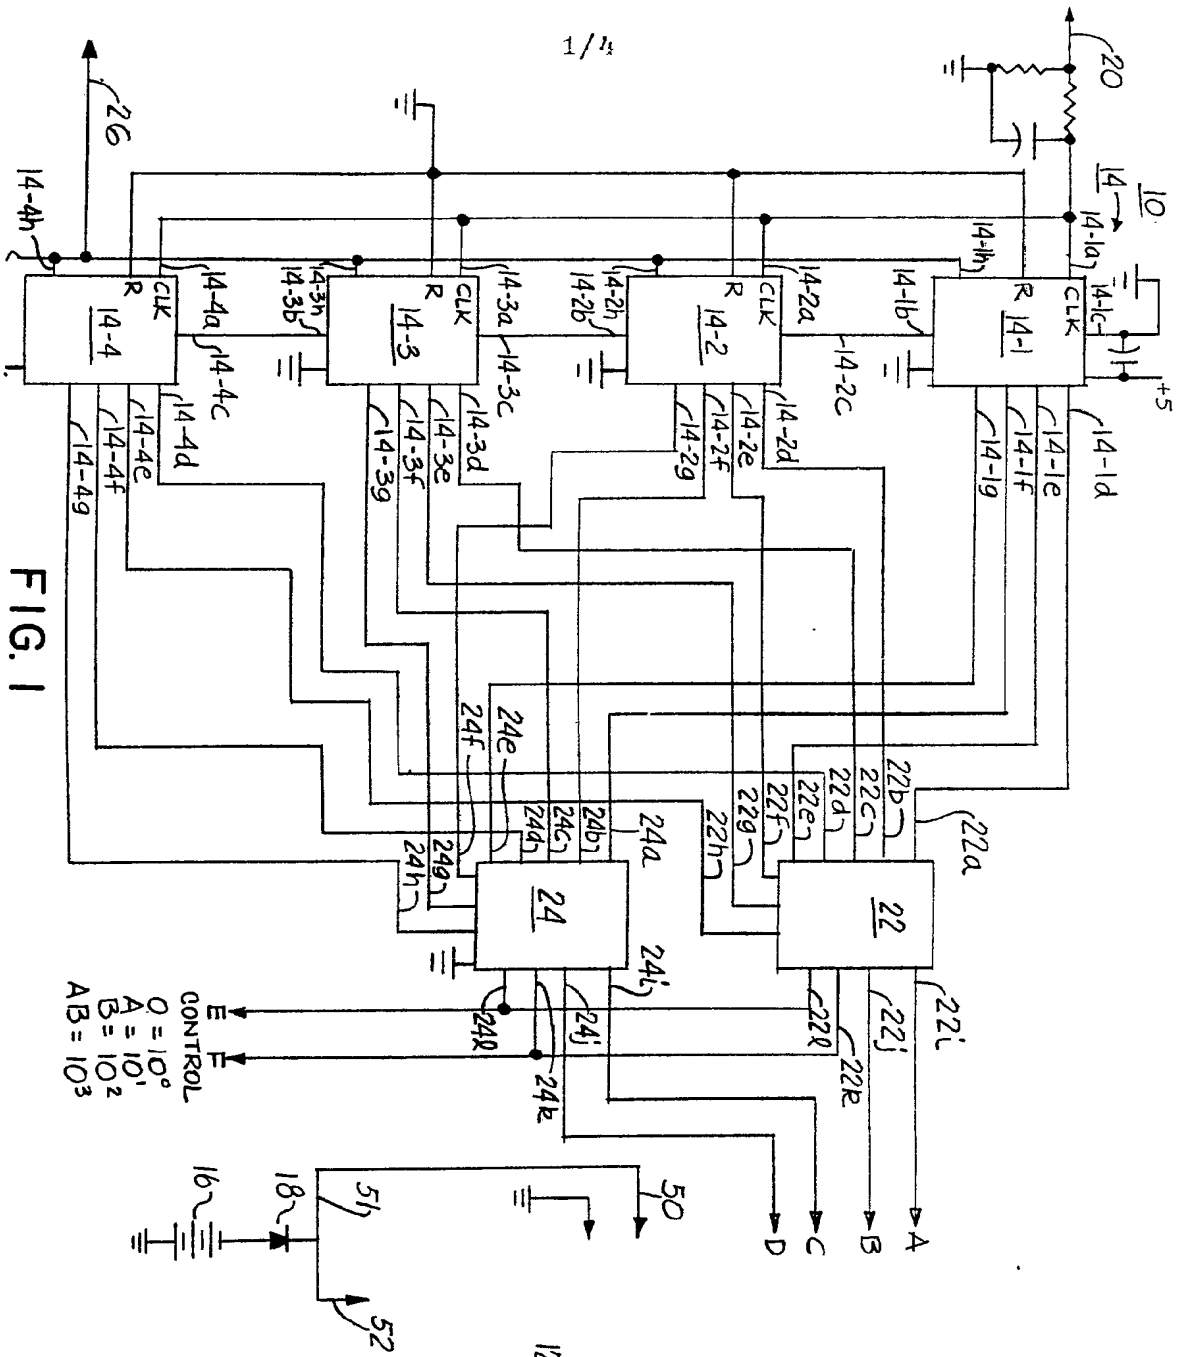 1/4
20
10
14
26
14-4h
14-1a
14-1h
14-1c
14-4a
14-3h
14-3b
14-3a
14-2h
14-2b
14-2a
14-1b
R
CLK
R
CLK
R
CLK
R
CLK
14-4
14-3
14-2
14-1
+5
1.
14-4c
14-3c
14-2c
14-4g
14-4f
14-4e
14-4d
14-3g
14-3f
14-3e
14-3d
14-2g
14-2f
14-2e
14-2d
14-1g
14-1f
14-1e
14-1d
FIG. 1
24f
24e
24h
24g
24d
24c
24b
24a
22h
22g
22f
22e
22d
22c
22b
22a
24
22
24l
24k
24j
24i
22l
22k
22j
22i
E
F
CONTROL
0 = 10⁰
A = 10¹
B = 10²
AB = 10³
D
C
B
A
16
18
51
50
52
12